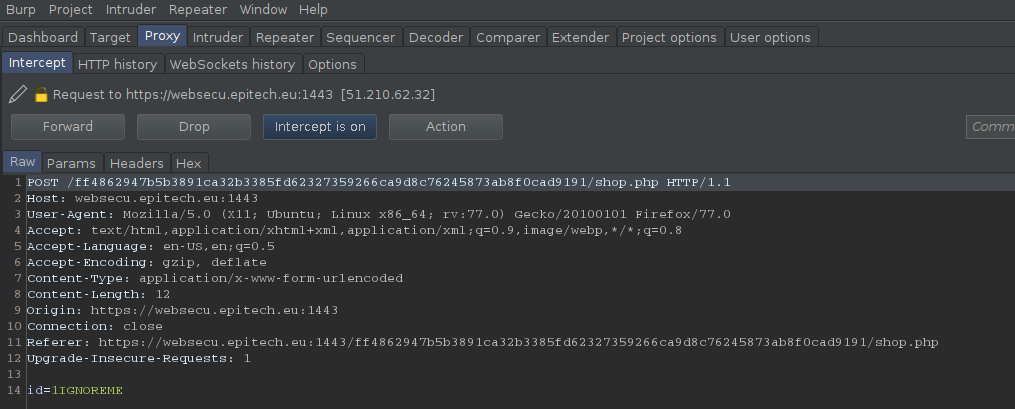 Burp Project Intruder Repeater Window Help
Dashboard Target Proxy Intruder Repeater Sequencer Decoder Comparer Extender Project options User options
Intercept HTTP history WebSockets history Options
Request to https://websecu.epitech.eu:1443 [51.210.62.32]
Forward Drop Intercept is on Action Comm
Raw Params Headers Hex
1 POST /ff4862947b5b3891ca32b3385fd62327359266ca9d8c76245873ab8f0cad9191/shop.php HTTP/1.1
2 Host: websecu.epitech.eu:1443
3 User-Agent: Mozilla/5.0 (X11; Ubuntu; Linux x86_64; rv:77.0) Gecko/20100101 Firefox/77.0
4 Accept: text/html,application/xhtml+xml,application/xml;q=0.9,image/webp,*/*;q=0.8
5 Accept-Language: en-US,en;q=0.5
6 Accept-Encoding: gzip, deflate
7 Content-Type: application/x-www-form-urlencoded
8 Content-Length: 12
9 Origin: https://websecu.epitech.eu:1443
10 Connection: close
11 Referer: https://websecu.epitech.eu:1443/ff4862947b5b3891ca32b3385fd62327359266ca9d8c76245873ab8f0cad9191/shop.php
12 Upgrade-Insecure-Requests: 1
13
14 id=1IGNOREME